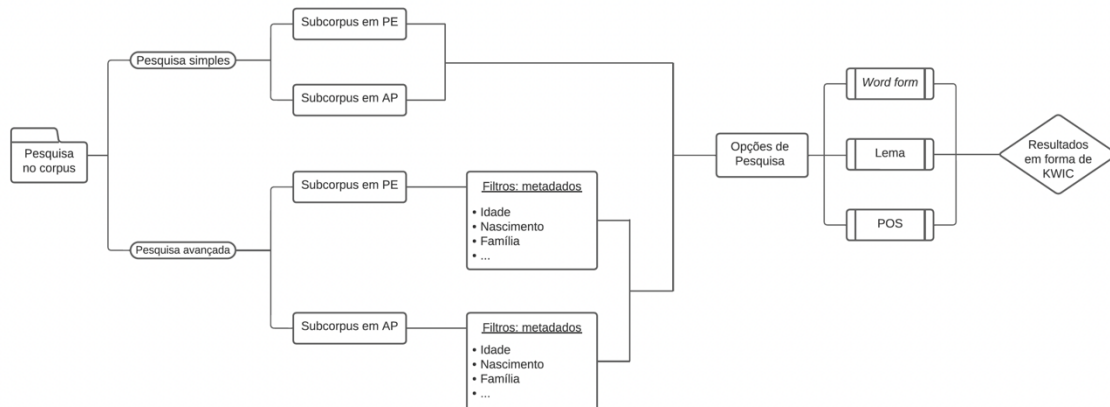 Pesquisa
no corpus
Pesquisa simples
Subcorpus em PE
Subcorpus em AP
Pesquisa avançada
Subcorpus em PE
Filtros: metadados
• Idade
• Nascimento
• Família
• ...
Subcorpus em AP
Filtros: metadados
• Idade
• Nascimento
• Família
• ...
Opções de
Pesquisa
Word form
Lema
POS
Resultados
em forma de
KWIC